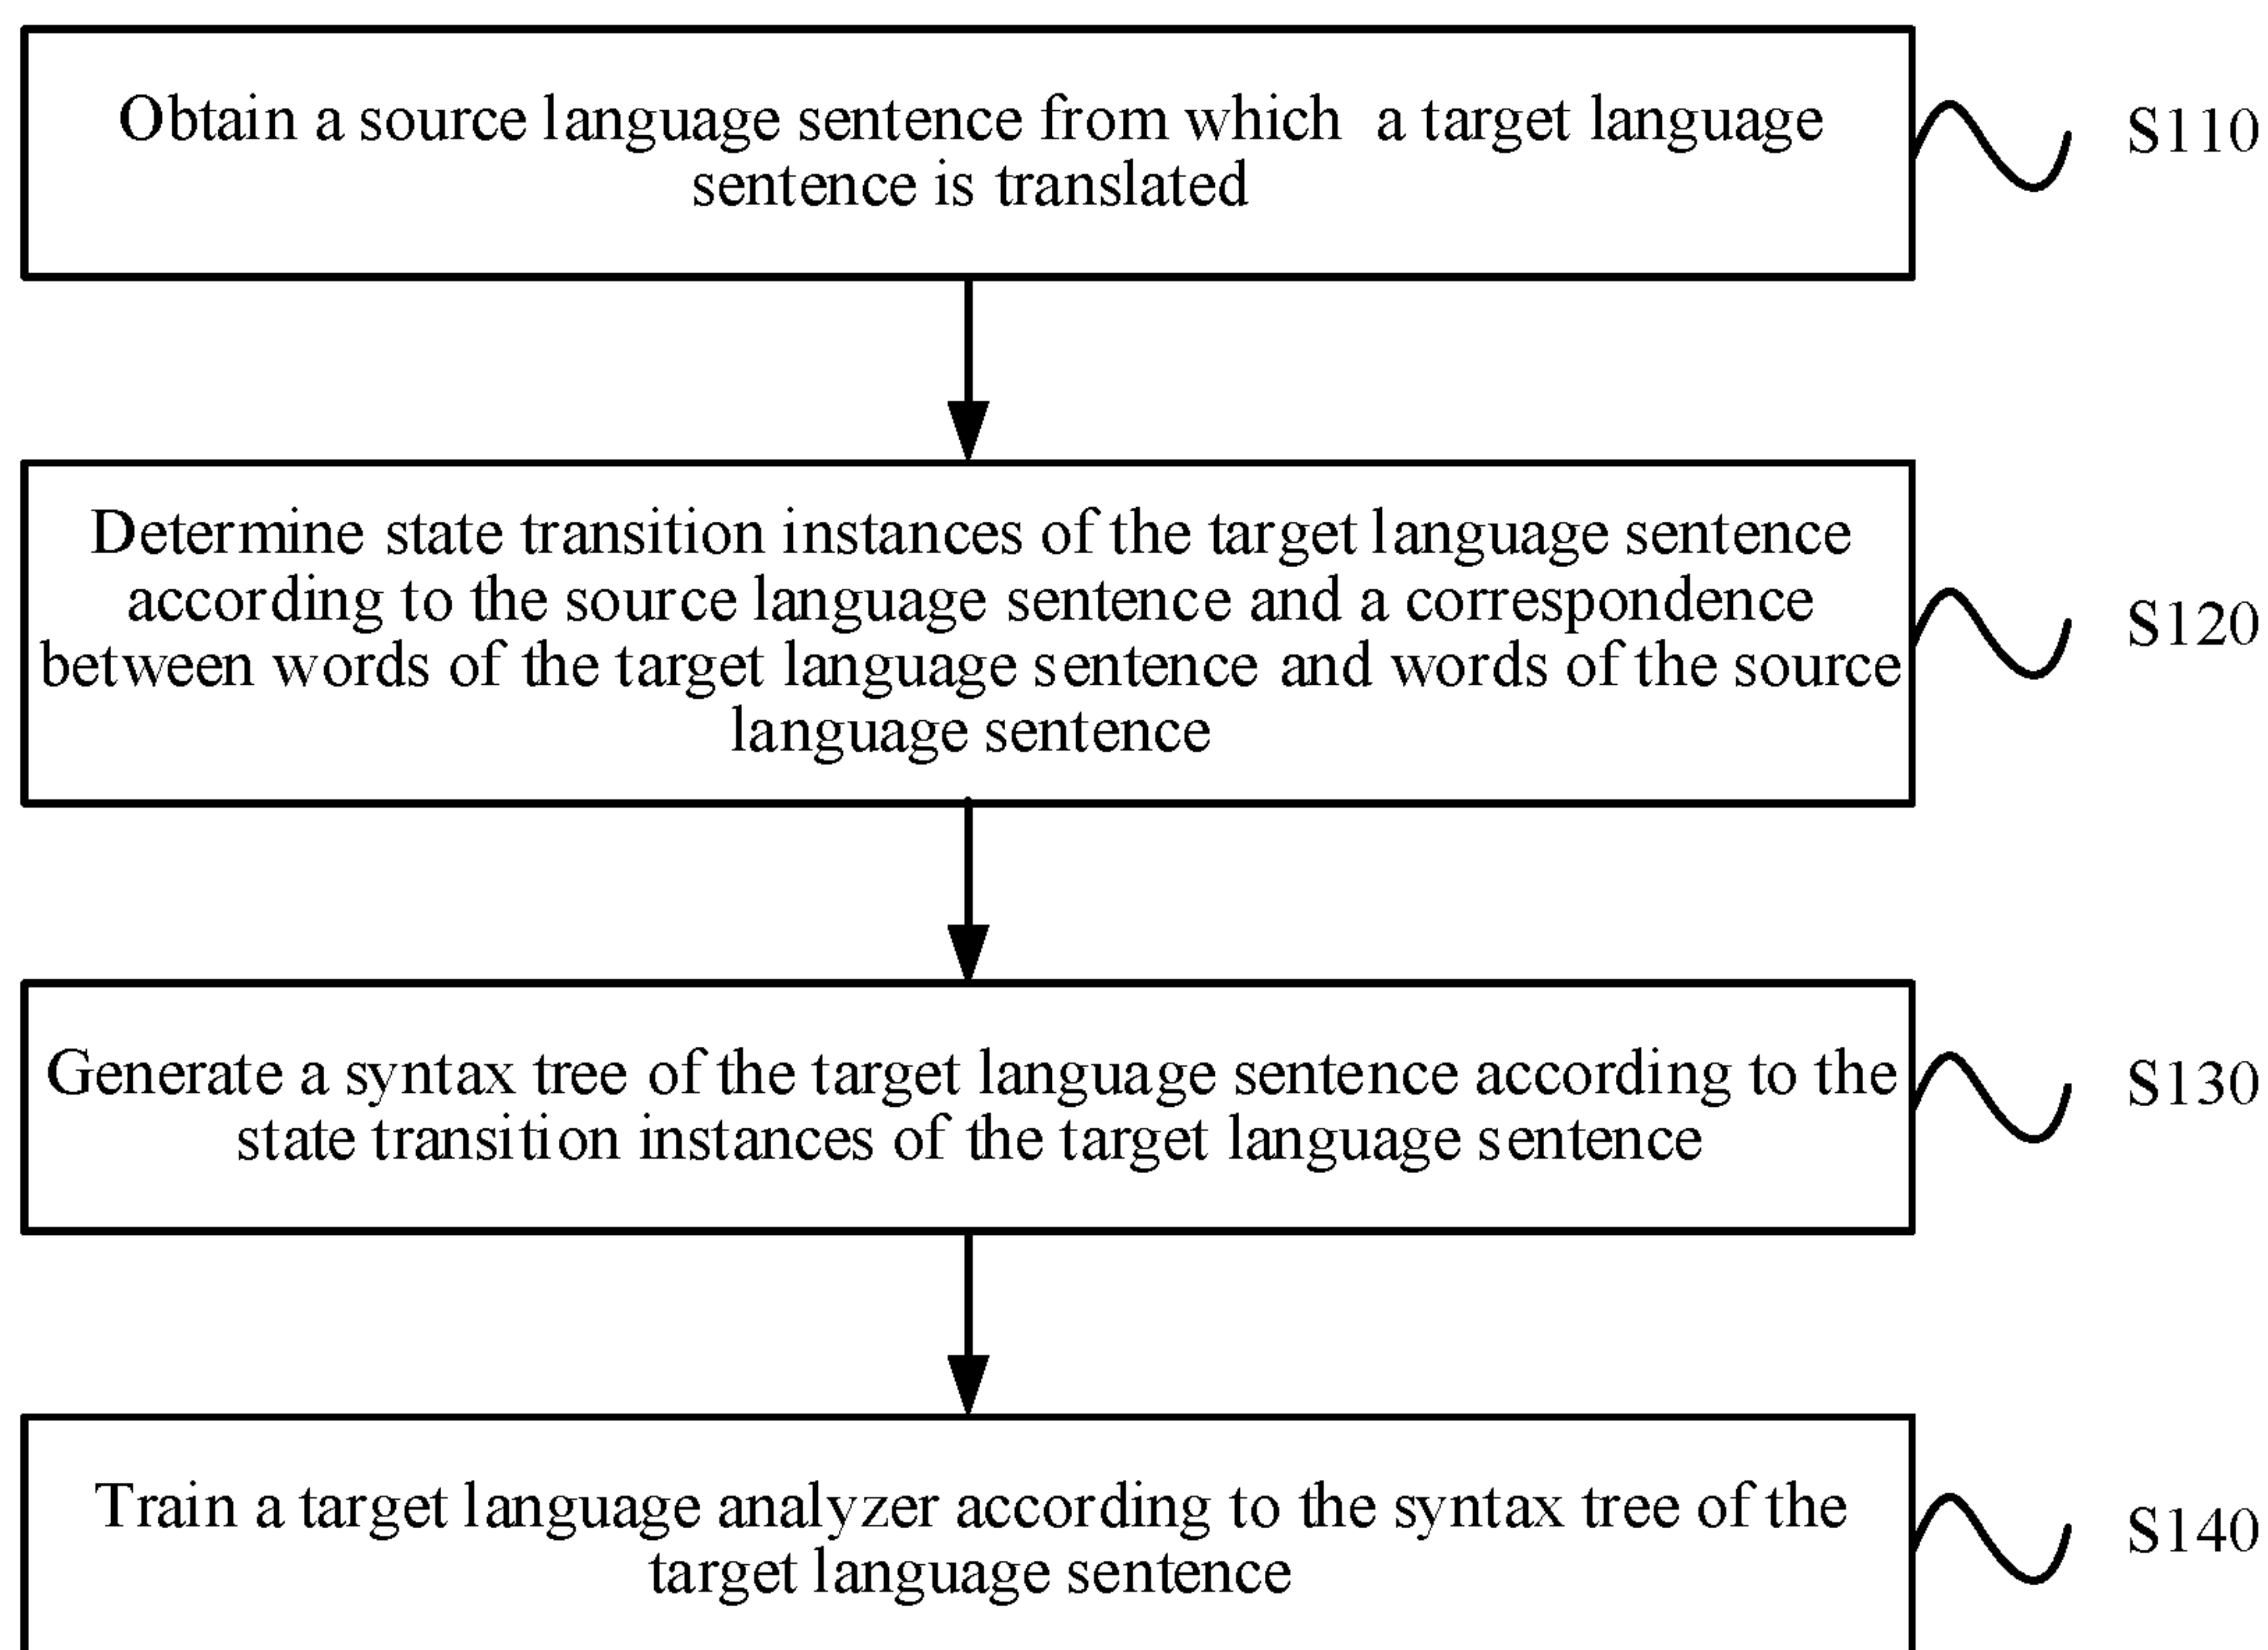 Obtain a source language sentence from which a target language
sentence is translated
S110
Determine state transition instances of the target language sentence
according to the source language sentence and a correspondence
between words of the target language sentence and words of the source
language sentence
S120
Generate a syntax tree of the target language sentence according to the
state transition instances of the target language sentence
S130
Train a target language analyzer according to the syntax tree of the
target language sentence
S140